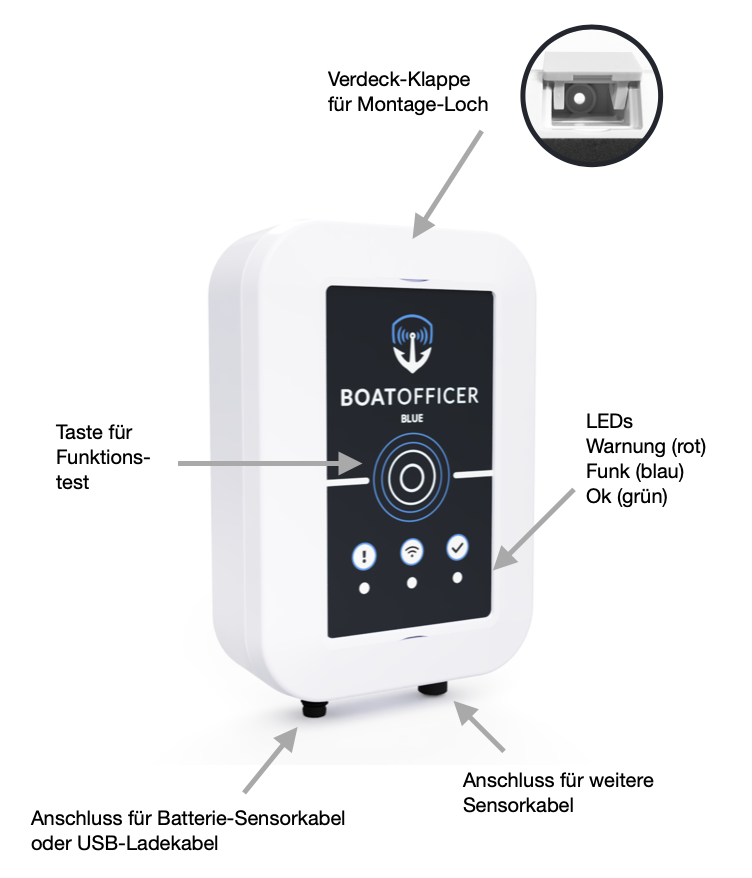 Verdeck-Klappe
für Montage-Loch
BOATOFFICER
BLUE
Taste für
Funktions-
test
LEDs
Warnung (rot)
Funk (blau)
Ok (grün)
Anschluss für weitere
Sensorkabel
Anschluss für Batterie-Sensorkabel
oder USB-Ladekabel